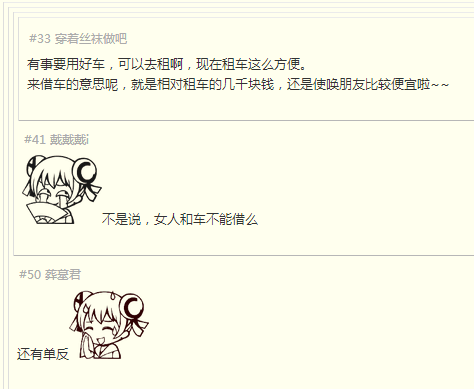 #33 穿着丝袜做吧
有事要用好车，可以去租啊，现在租车这么方便。
来借车的意思呢，就是相对租车的几千块钱，还是使唤朋友比较便宜啦~~
#41 戴戴戴i
不是说，女人和车不能借么
#50 葬墓君
还有单反